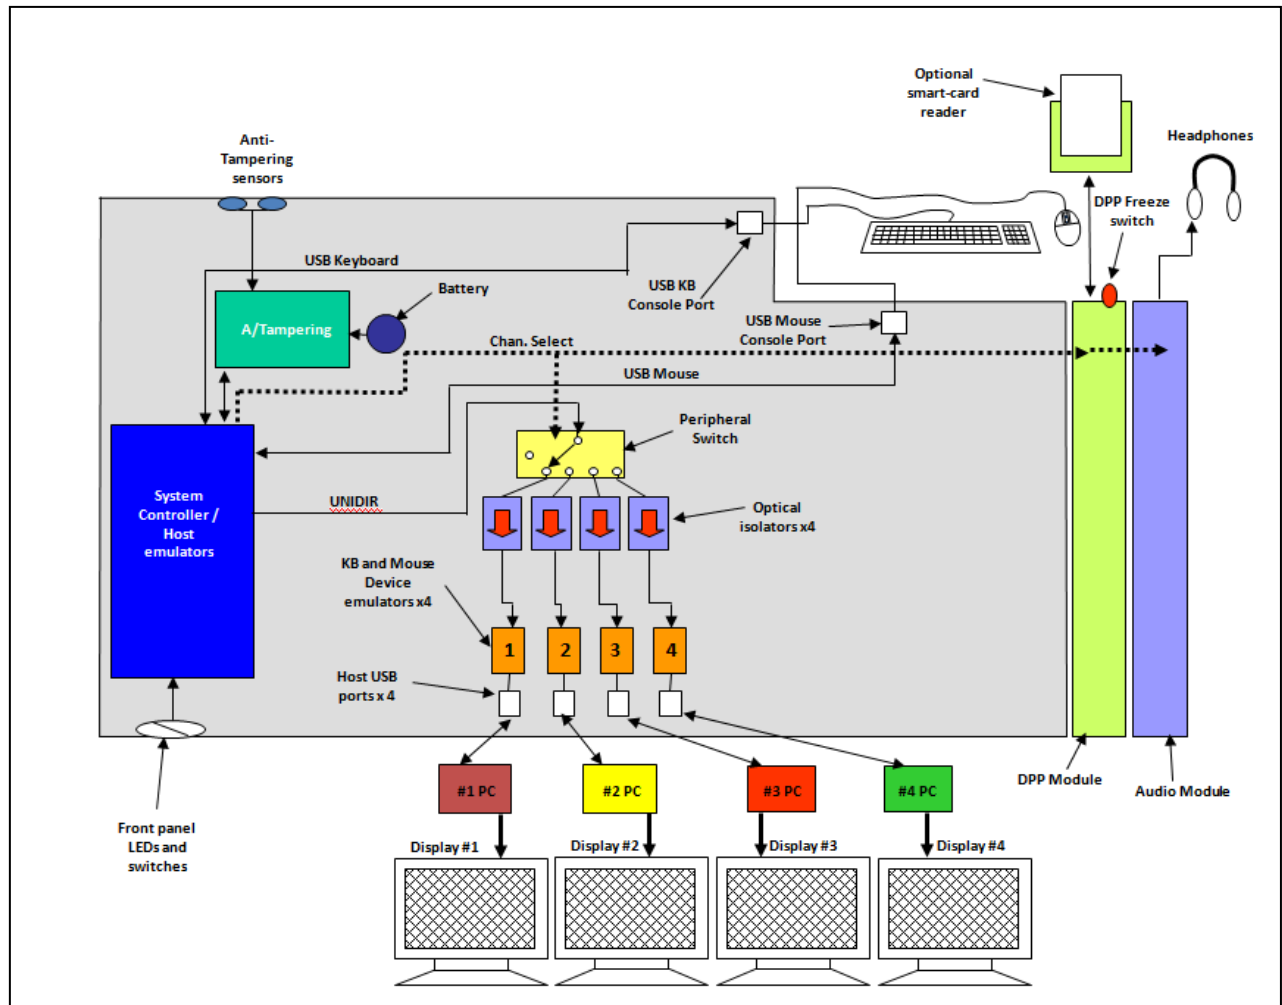 Optional
smart-card
reader
Headphones
Anti-
Tampering
sensors
DPP Freeze
switch
USB Keyboard
USB KB
Console Port
Battery
A/Tampering
USB Mouse
Console Port
Chan. Select
USB Mouse
Peripheral
Switch
System
Controller /
Host
emulators
UNIDIR
Optical
isolators x4
KB and Mouse
Device
emulators x4
1
2
3
4
Host USB
ports x 4
#1 PC
#2 PC
#3 PC
#4 PC
DPP Module
Audio Module
Front panel
LEDs and
switches
Display #1
Display #2
Display #3
Display #4